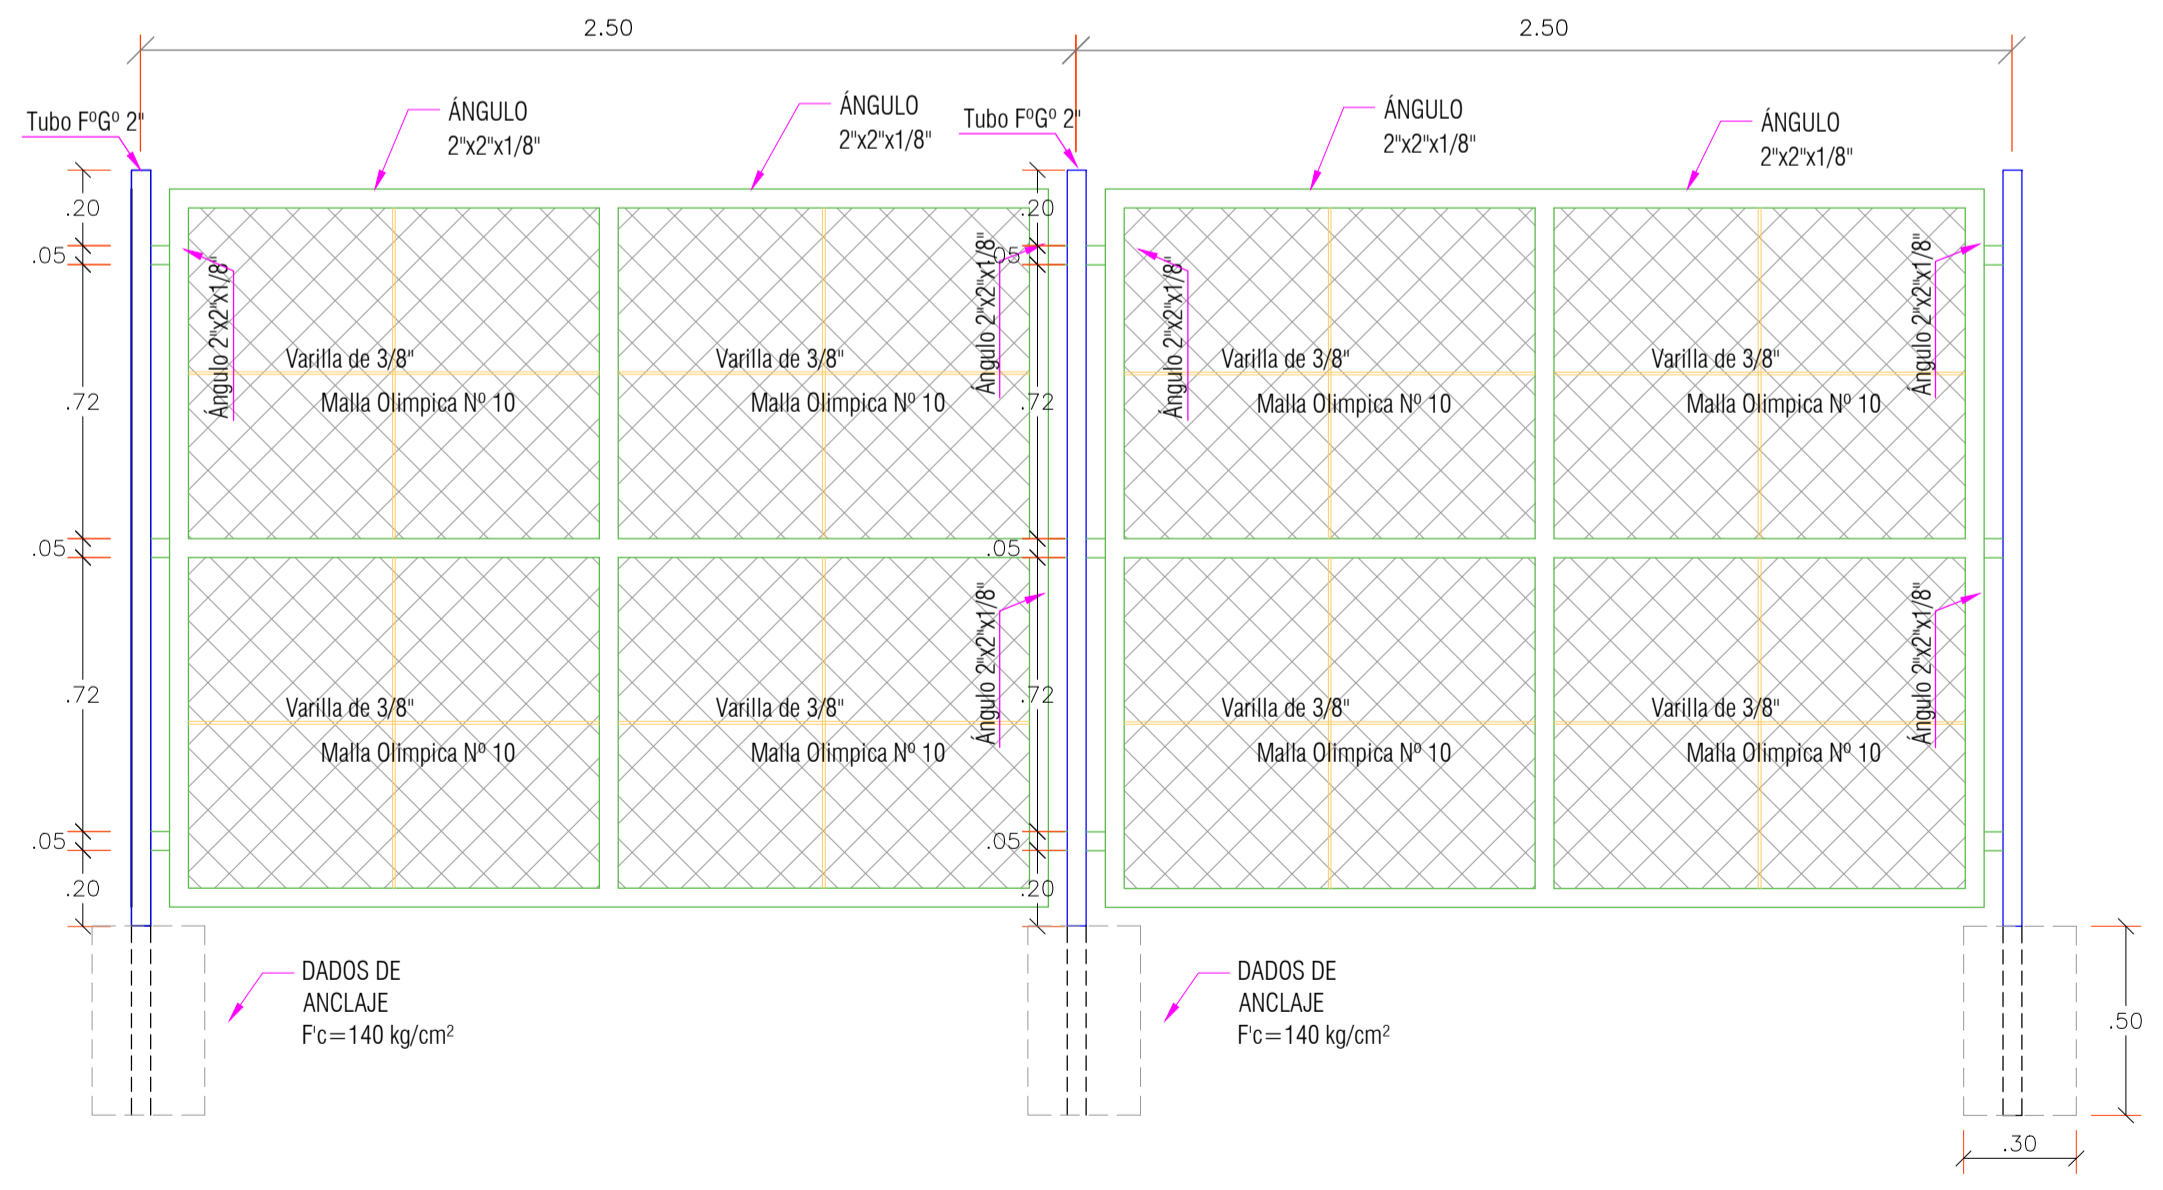 2.50
2.50
Tubo FºGº 2"
ÁNGULO
2"x2"x1/8"
ÁNGULO
2"x2"x1/8"
Tubo FºGº 2"
ÁNGULO
2"x2"x1/8"
ÁNGULO
2"x2"x1/8"
.20
.05
.72
.05
.72
.05
.20
Ángulo 2"x2"x1/8"
Varilla de 3/8"
Malla Olimpica Nº 10
Varilla de 3/8"
Malla Olimpica Nº 10
Ángulo 2"x2"x1/8"
Varilla de 3/8"
Malla Olimpica Nº 10
Varilla de 3/8"
Malla Olimpica Nº 10
Ángulo 2"x2"x1/8"
.20
.05
.72
.05
.72
.05
.20
Ángulo 2"x2"x1/8"
Varilla de 3/8"
Malla Olimpica Nº 10
Varilla de 3/8"
Malla Olimpica Nº 10
Ángulo 2"x2"x1/8"
Varilla de 3/8"
Malla Olimpica Nº 10
Varilla de 3/8"
Malla Olimpica Nº 10
Ángulo 2"x2"x1/8"
DADOS DE
ANCLAJE
F'c=140 kg/cm²
DADOS DE
ANCLAJE
F'c=140 kg/cm²
.50
.30